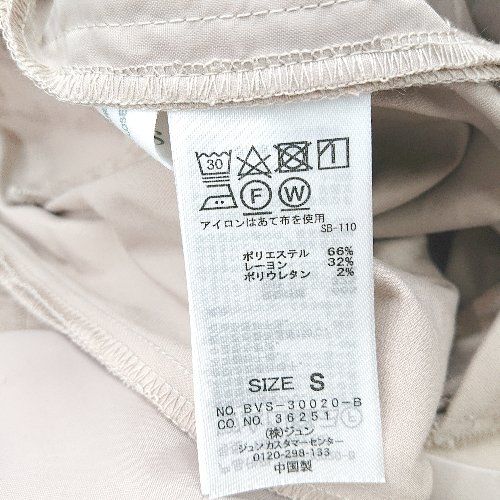 30
F W
アイロンはあて布を使用
SB-110
ポリエステル 66%
レーヨン 32%
ポリウレタン 2%
SIZE S
NO. BVS-30020-B
CO. NO. 36251
(株)ジュン
ジュンカスタマーセンター
0120-298-133
中国製